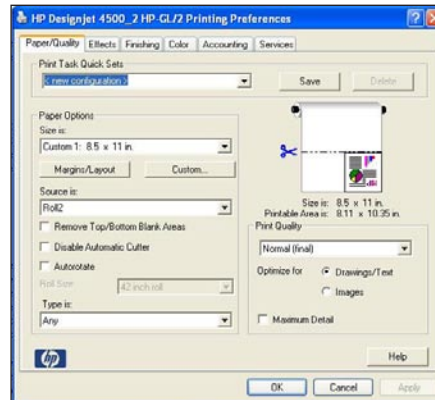 HP Designjet 4500_2 HP-GL/2 Printing Preferences
Paper/Quality Effects Finishing Color Accounting Services
Print Task Quick Sets
< new configuration >
Save Delete
Paper Options
Size is:
Custom 1: 8.5 x 11 in.
Margins/Layout Custom...
Source is:
Roll2
Remove Top/Bottom Blank Areas
Disable Automatic Cutter
Autorotate
Roll Size: 42 inch roll
Type is:
Any
Size is: 8.5 x 11 in.
Printable Area is: 8.11 x 10.35 in.
Print Quality
Normal (final)
Optimize for Drawings/Text
Images
Maximum Detail
hp
Help
OK Cancel Apply